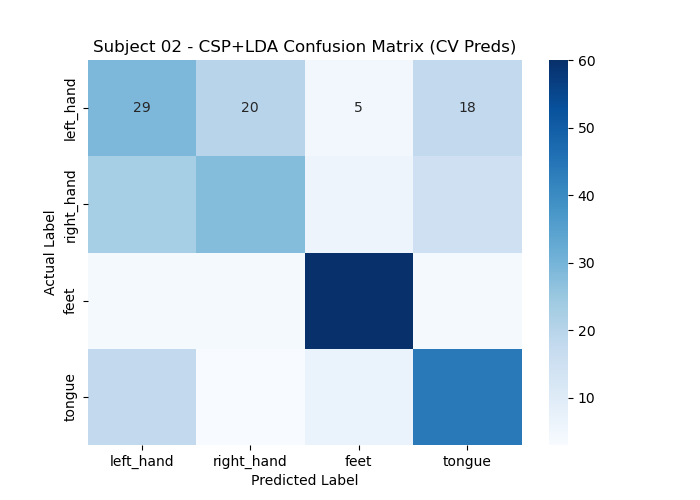 Subject 02 - CSP+LDA Confusion Matrix (CV Preds)
Actual Label
left_hand
right_hand
feet
tongue
29 20 5 18
left_hand right_hand feet tongue
Predicted Label
60
50
40
30
20
10